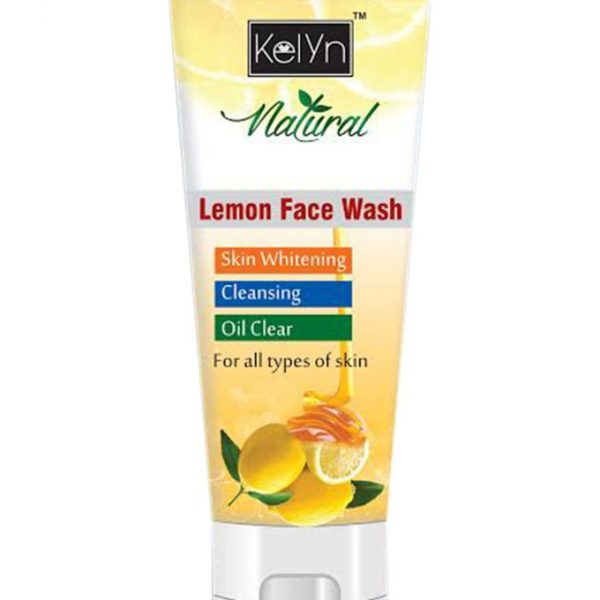 Kelyn™
Natural
Lemon Face Wash
Skin Whitening
Cleansing
Oil Clear
For all types of skin